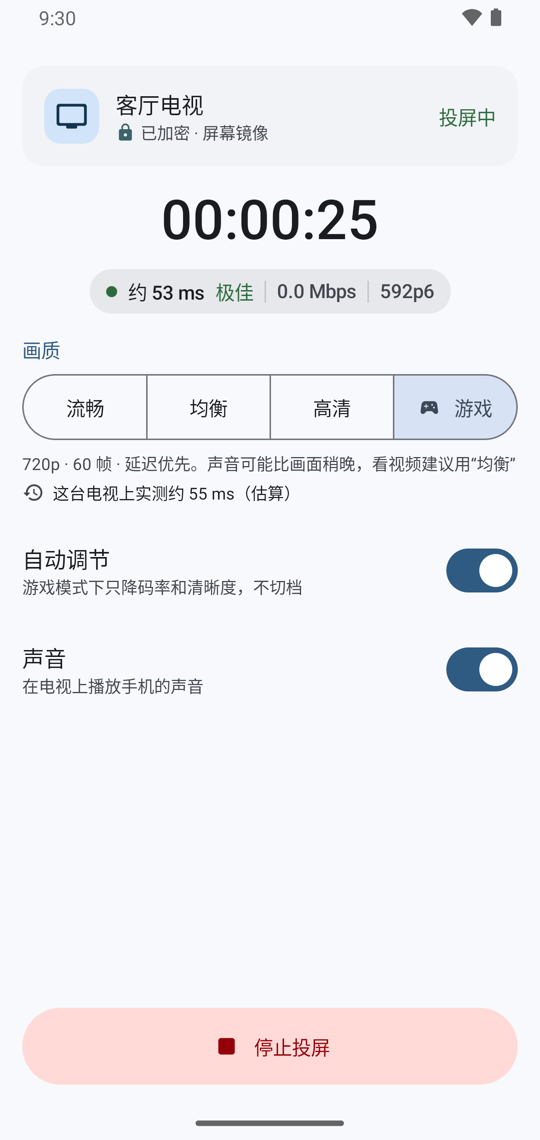 9:30
客厅电视
已加密 · 屏幕镜像
投屏中
00:00:25
约 53 ms 极佳 0.0 Mbps 592p6
画质
流畅 均衡 高清 游戏
720p · 60 帧 · 延迟优先。声音可能比画面稍晚，看视频建议用“均衡”
这台电视上实测约 55 ms（估算）
自动调节
游戏模式下只降码率和清晰度，不切档
声音
在电视上播放手机的声音
停止投屏